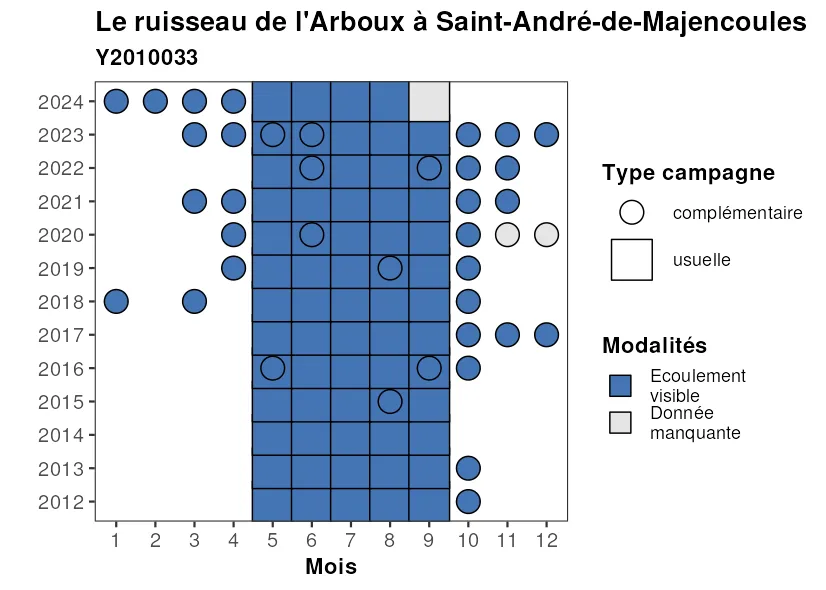 Le ruisseau de l'Arboux à Saint-André-de-Majencoules
Y2010033
2024
2023
2022
2021
2020
2019
2018
2017
2016
2015
2014
2013
2012
1 2 3 4 5 6 7 8 9 10 11 12
Mois
Type campagne
complémentaire
usuelle
Modalités
Ecoulement
visible
Donnée
manquante